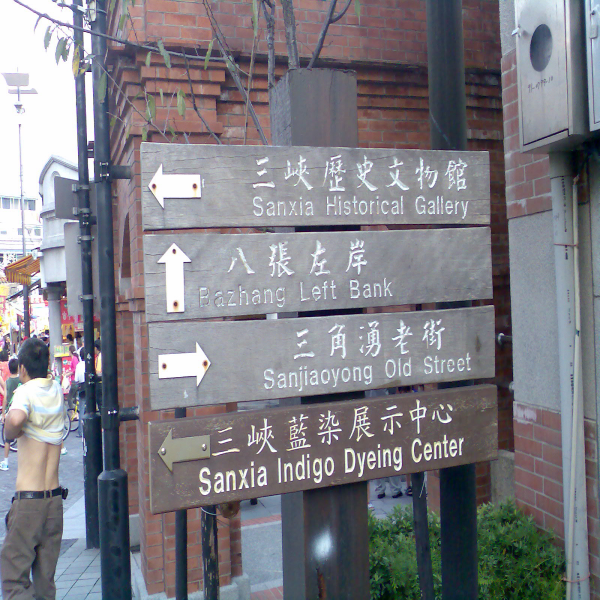 三峽歷史文物館
Sanxia Historical Gallery
八張左岸
Bazhang Left Bank
三角湧老街
Sanjiaoyong Old Street
三峽藍染展示中心
Sanxia Indigo Dyeing Center